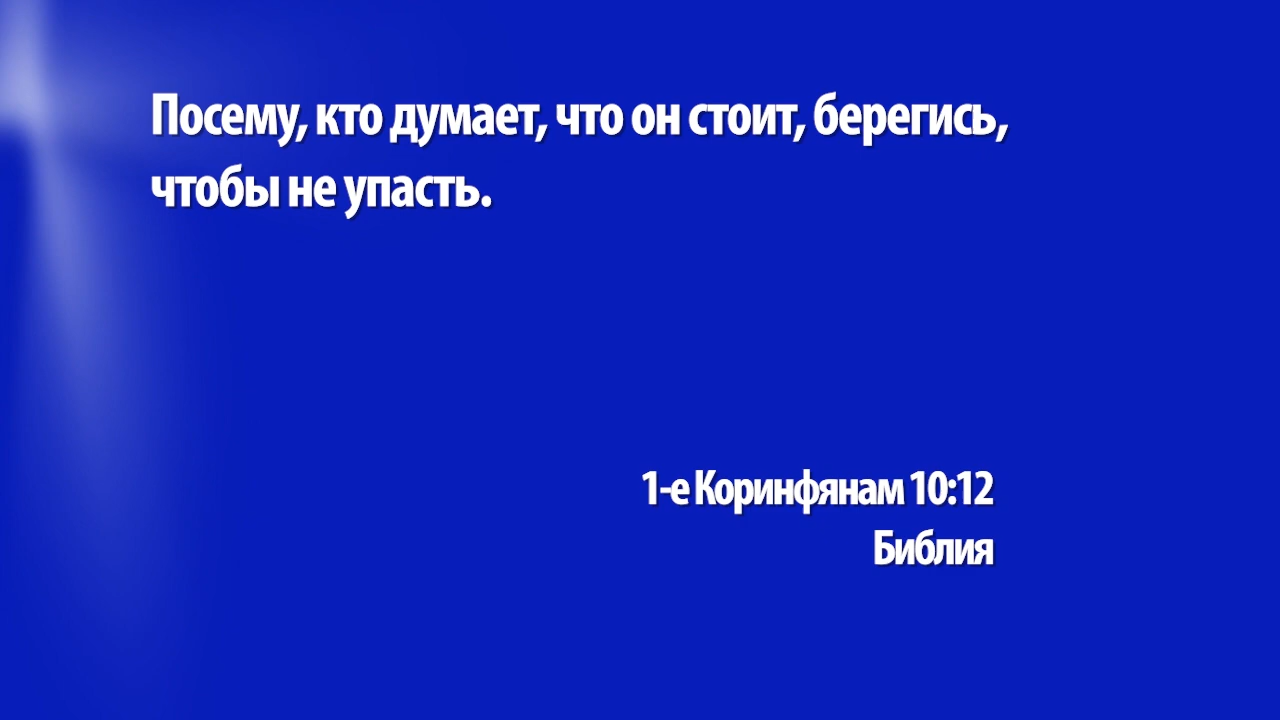 Посему, кто думает, что он стоит, берегись,
чтобы не упасть.
1-е Коринфянам 10:12
Библия